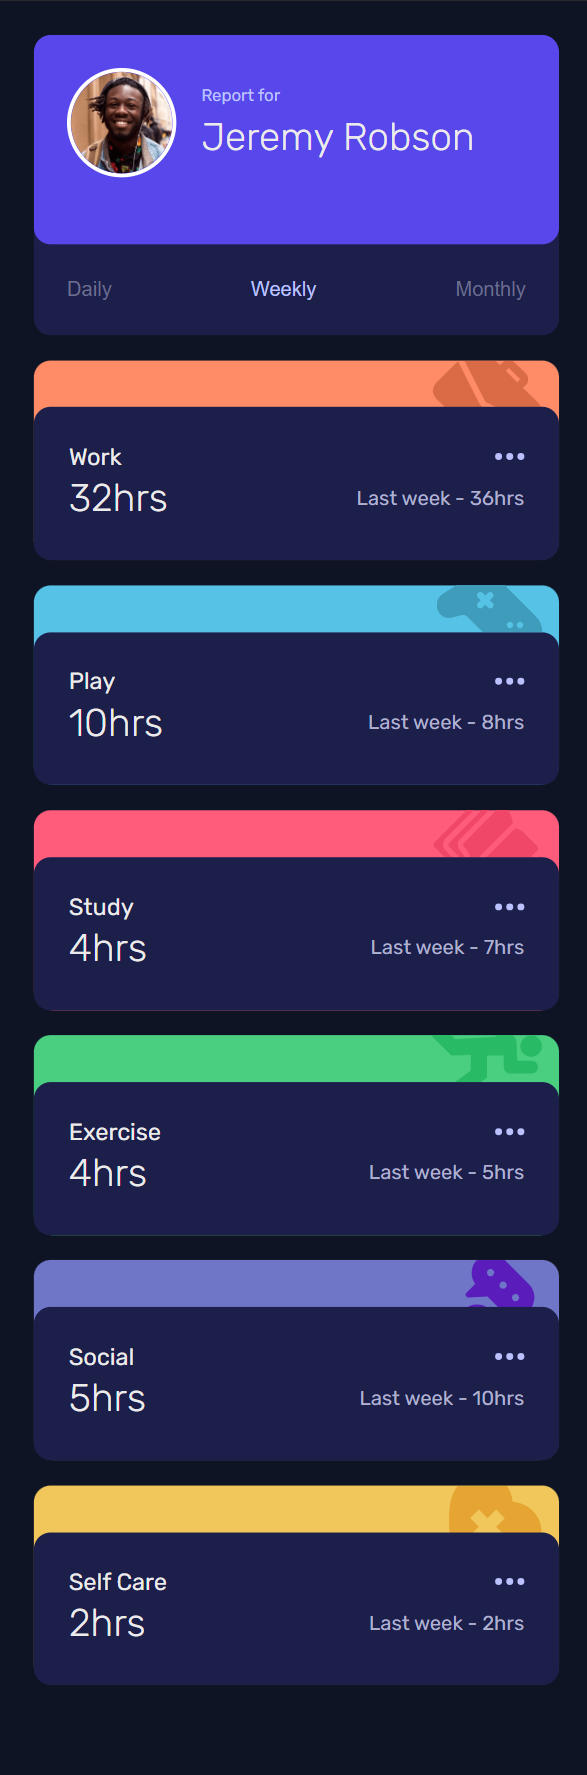 Report for
Jeremy Robson
Daily Weekly Monthly
Work
32hrs Last week - 36hrs
Play
10hrs Last week - 8hrs
Study
4hrs Last week - 7hrs
Exercise
4hrs Last week - 5hrs
Social
5hrs Last week - 10hrs
Self Care
2hrs Last week - 2hrs